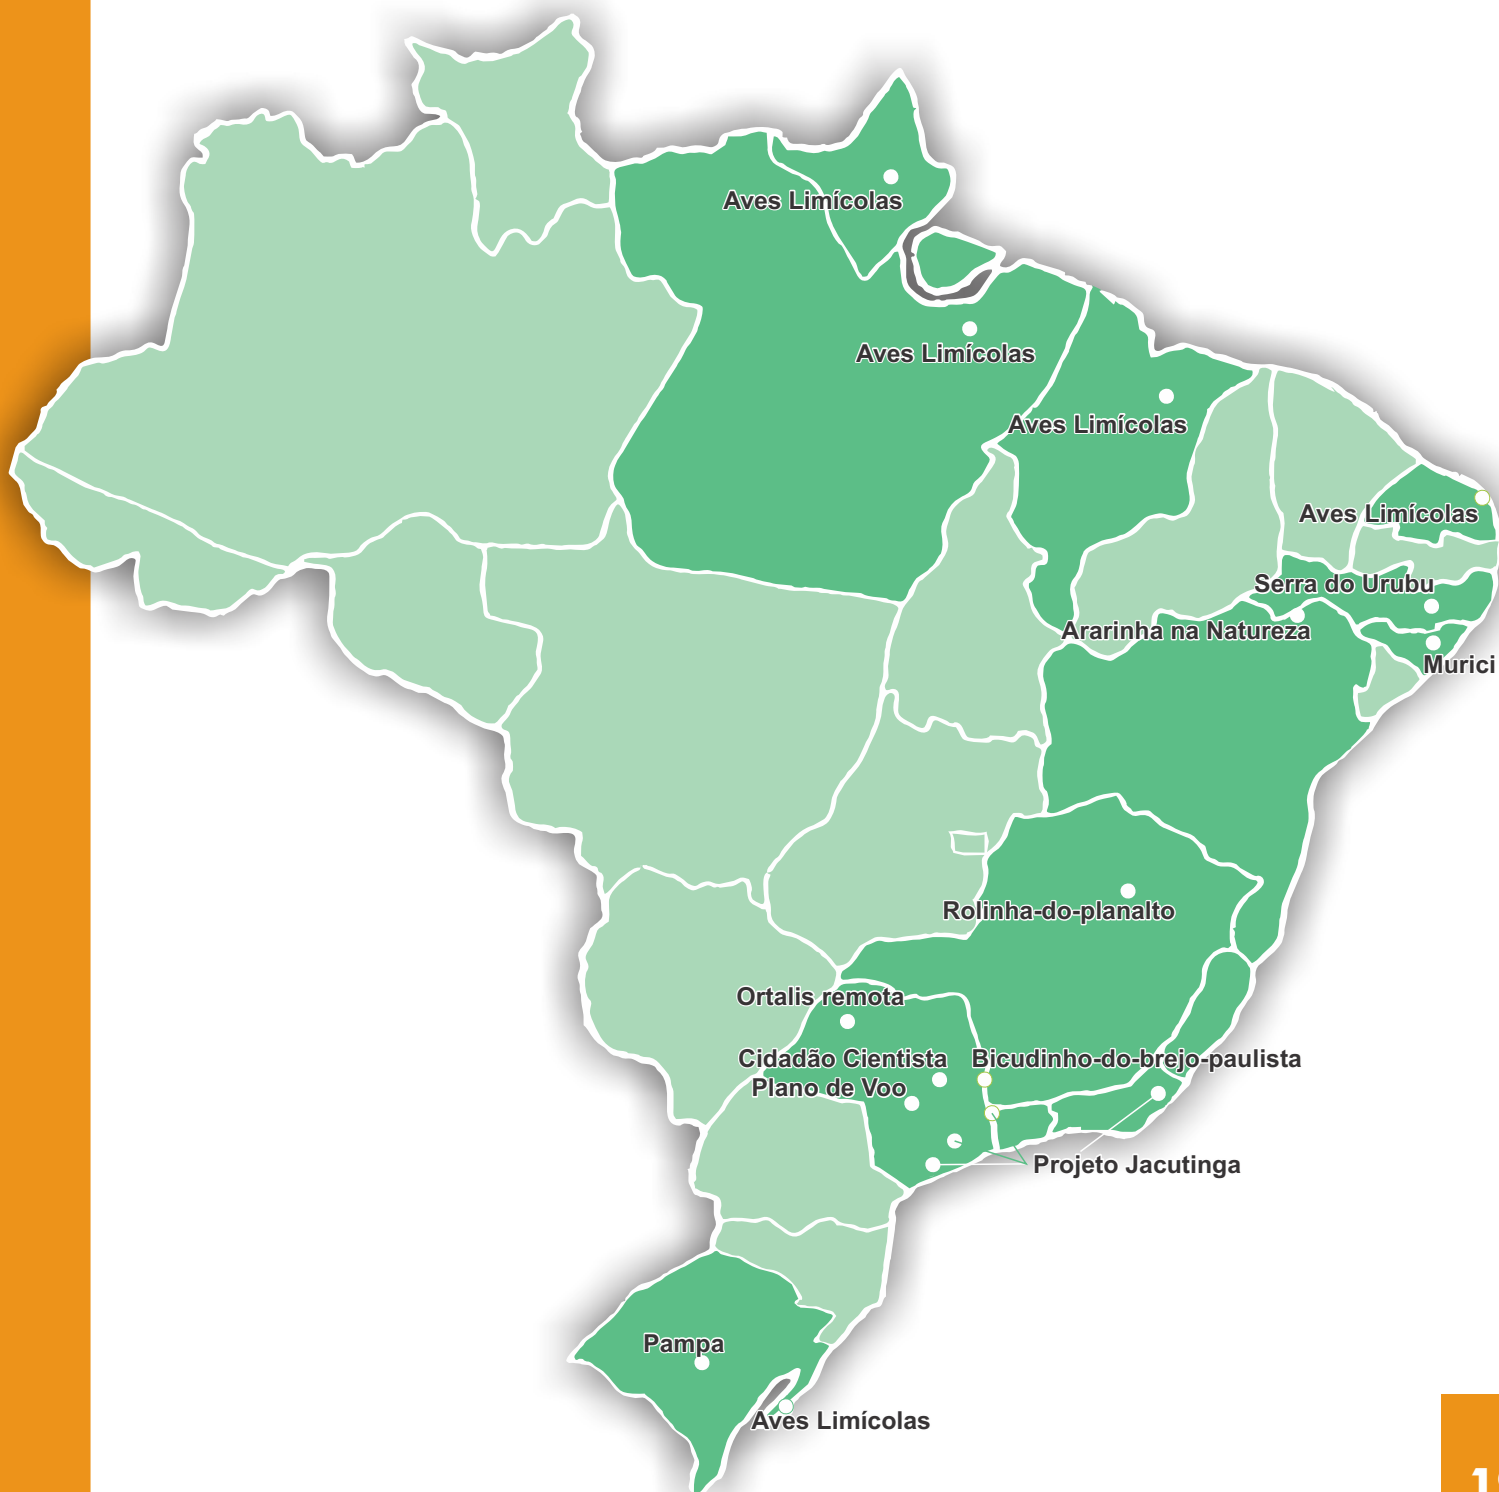 Aves Limícolas
Aves Limícolas
Aves Limícolas
Aves Limícolas
Serra do Urubu
Ararinha na Natureza
Murici
Rolinha-do-planalto
Ortalis remota
Cidadão Cientista
Bicudinho-do-brejo-paulista
Plano de Voo
Projeto Jacutinga
Pampa
Aves Limícolas